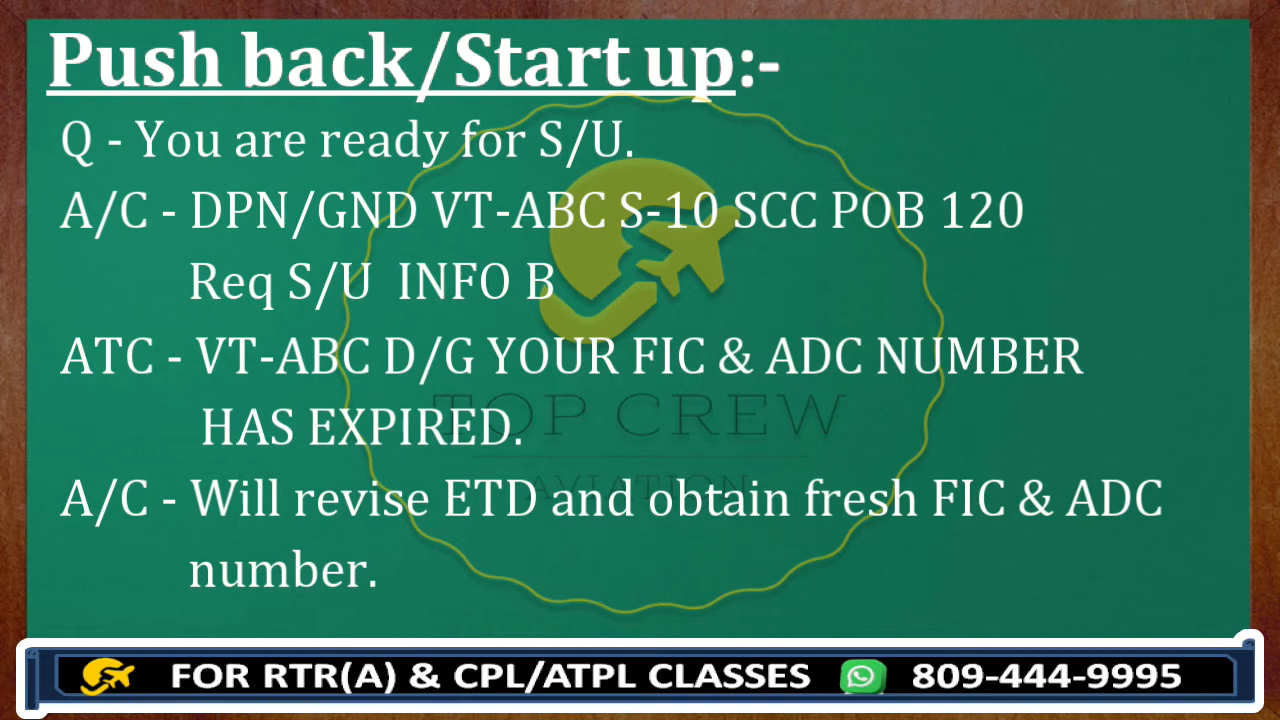 Push back/Start up:-
Q - You are ready for S/U.
A/C - DPN/GND VT-ABC S-10 SCC POB 120
Req S/U INFO B
ATC - VT-ABC D/G YOUR FIC & ADC NUMBER
HAS EXPIRED.
TOP CREW
A/C - Will revise ETD and obtain fresh FIC & ADC
AVIATION
number.
FOR RTR(A) & CPL/ATPL CLASSES 809-444-9995